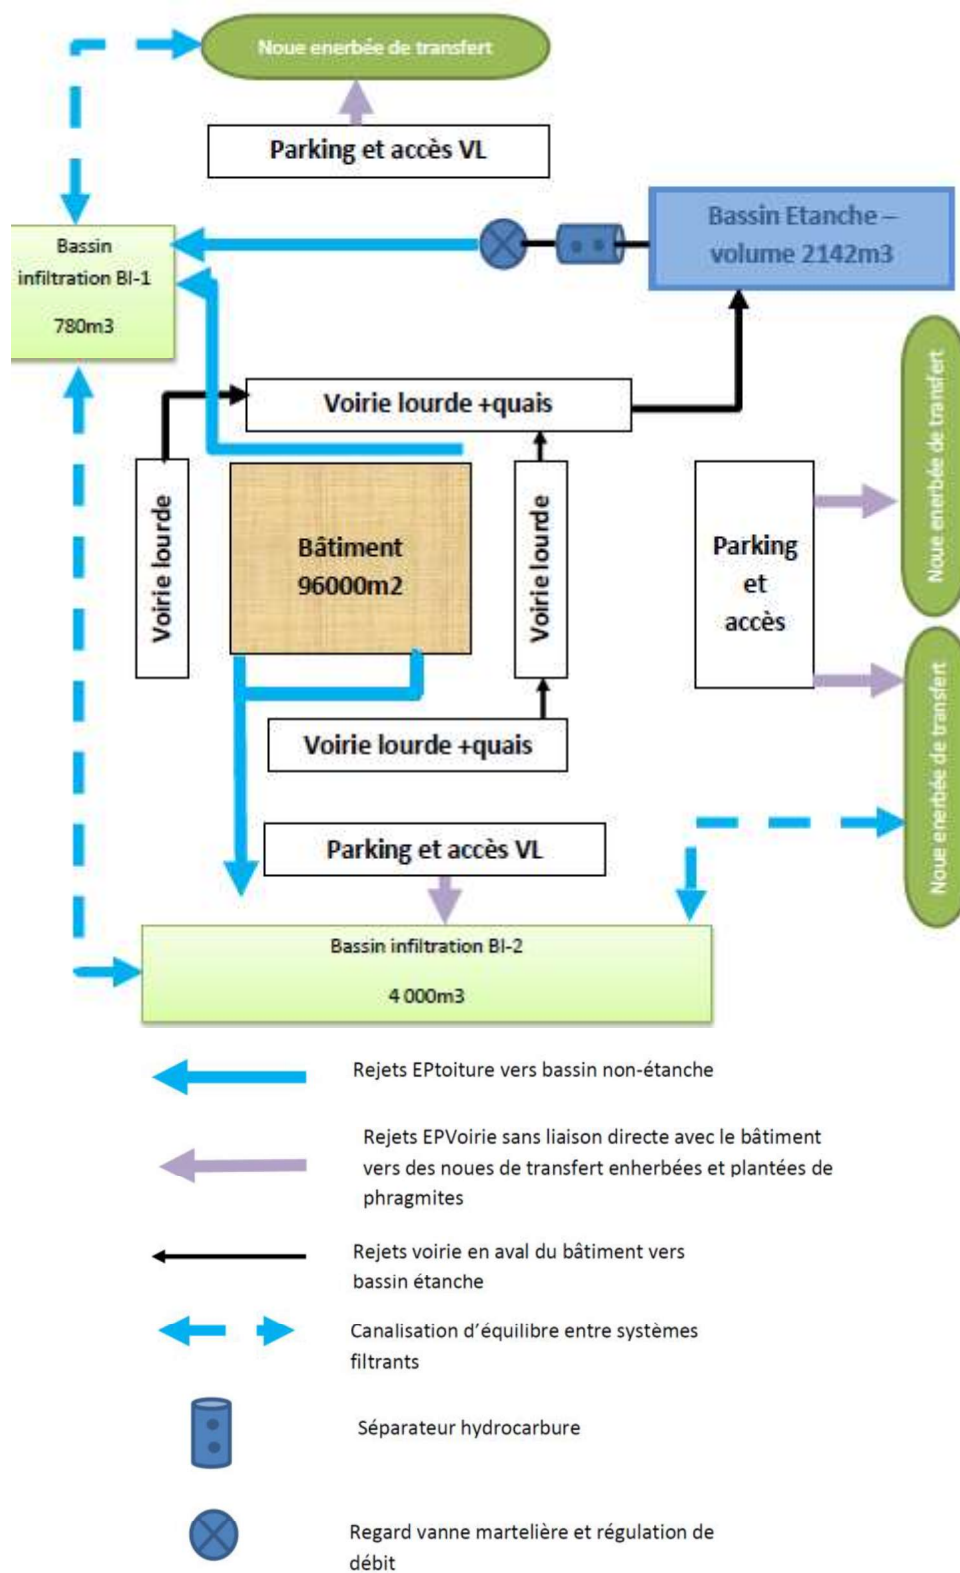 Noue enerbée de transfert
Parking et accès VL
Bassin Etanche –
volume 2142m3
Bassin
infiltration BI-1
780m3
Voirie lourde +quais
Noue enerbée de transfert
Voirie lourde
Bâtiment
96000m2
Voirie lourde
Parking
et
accès
Voirie lourde +quais
Noue enerbée de transfert
Parking et accès VL
Bassin infiltration BI-2
4 000m3
Rejets EPtoiture vers bassin non-étanche
Rejets EPVoirie sans liaison directe avec le bâtiment
vers des noues de transfert enherbées et plantées de
phragmites
Rejets voirie en aval du bâtiment vers
bassin étanche
Canalisation d’équilibre entre systèmes
filtrants
Séparateur hydrocarbure
Regard vanne martelière et régulation de
débit